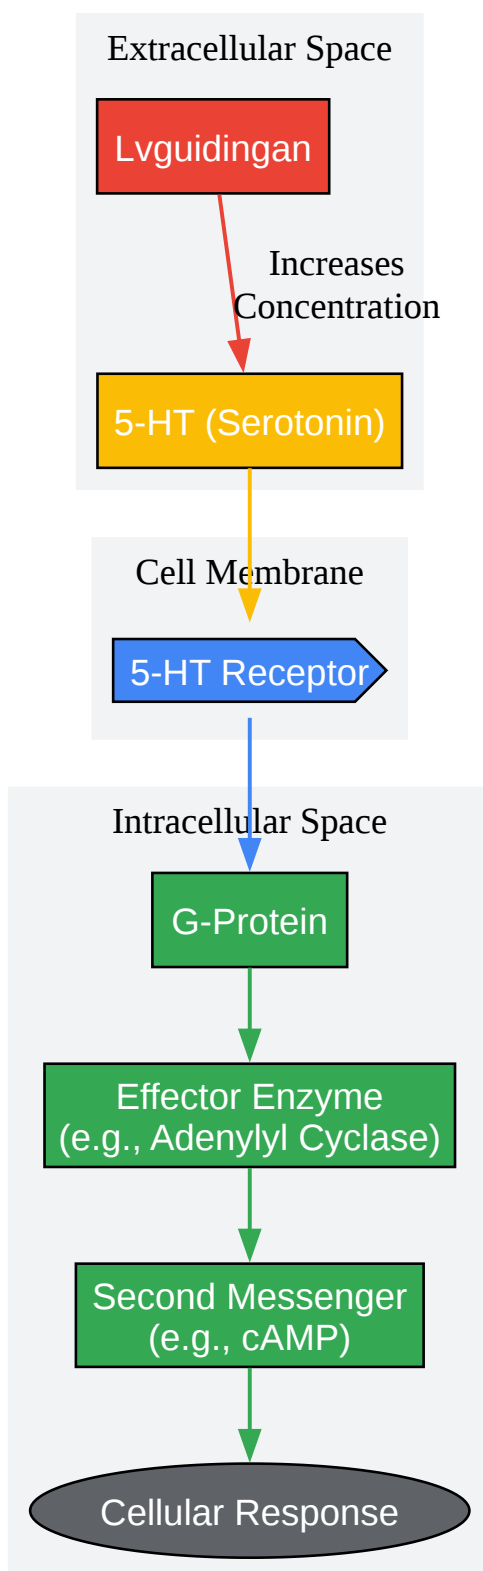 Extracellular Space
Lvguidingan
Increases
Concentration
5-HT (Serotonin)
Cell Membrane
5-HT Receptor
Intracellular Space
G-Protein
Effector Enzyme
(e.g., Adenylyl Cyclase)
Second Messenger
(e.g., cAMP)
Cellular Response